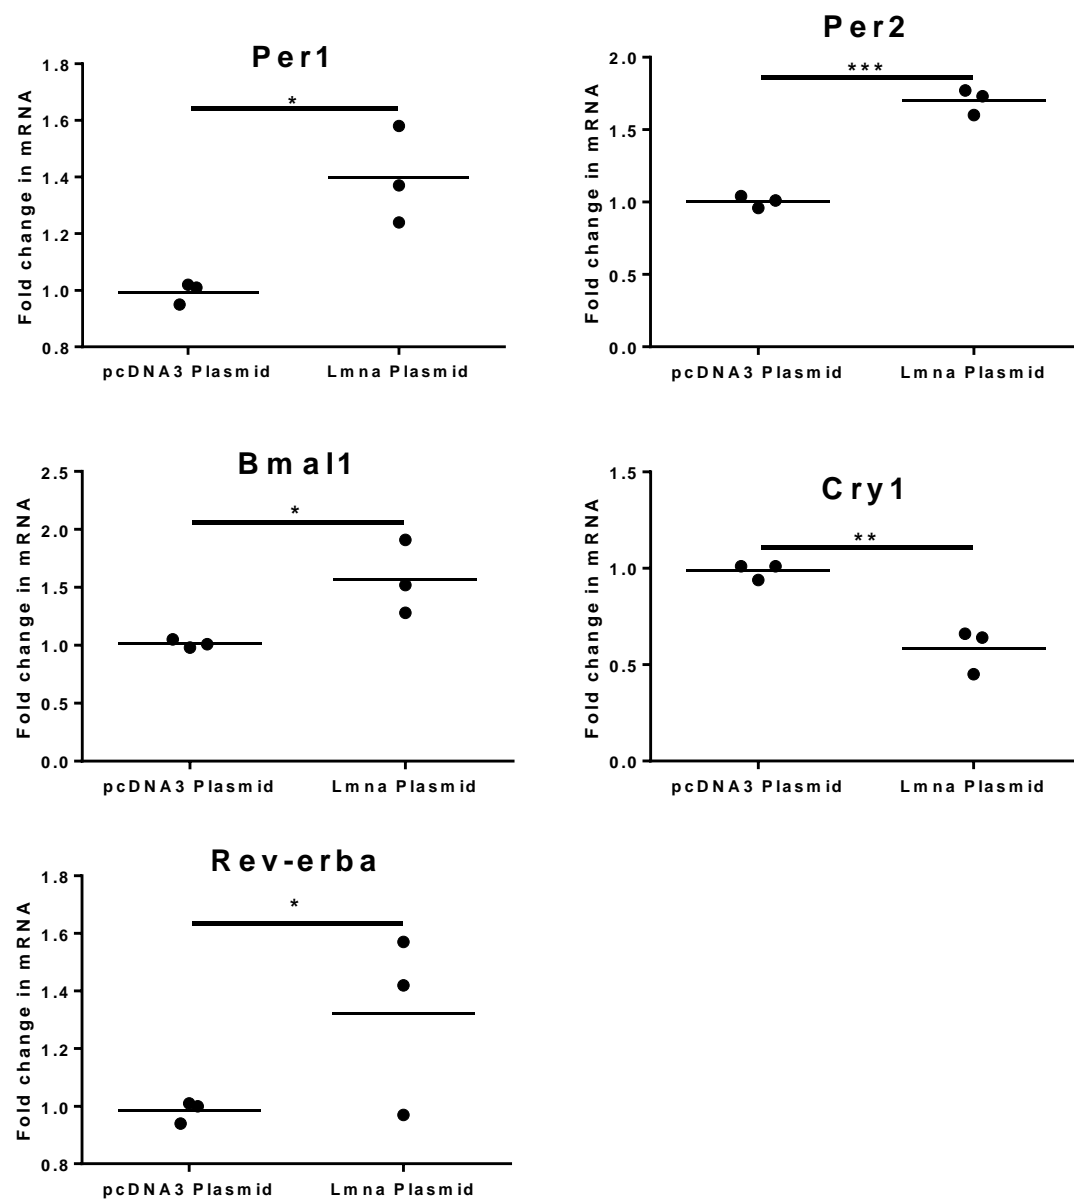 Per1
Fold change in mRNA
1.8
1.6
1.4
1.2
1.0
0.8
*
pcDNA3 Plasmid
Lmna Plasmid
Per2
Fold change in mRNA
2.0
1.5
1.0
0.5
0.0
***
pcDNA3 Plasmid
Lmna Plasmid
Bmal1
Fold change in mRNA
2.5
2.0
1.5
1.0
0.5
0.0
*
pcDNA3 Plasmid
Lmna Plasmid
Cry1
Fold change in mRNA
1.5
1.0
0.5
0.0
**
pcDNA3 Plasmid
Lmna Plasmid
Rev-erba
Fold change in mRNA
1.8
1.6
1.4
1.2
1.0
0.8
*
pcDNA3 Plasmid
Lmna Plasmid